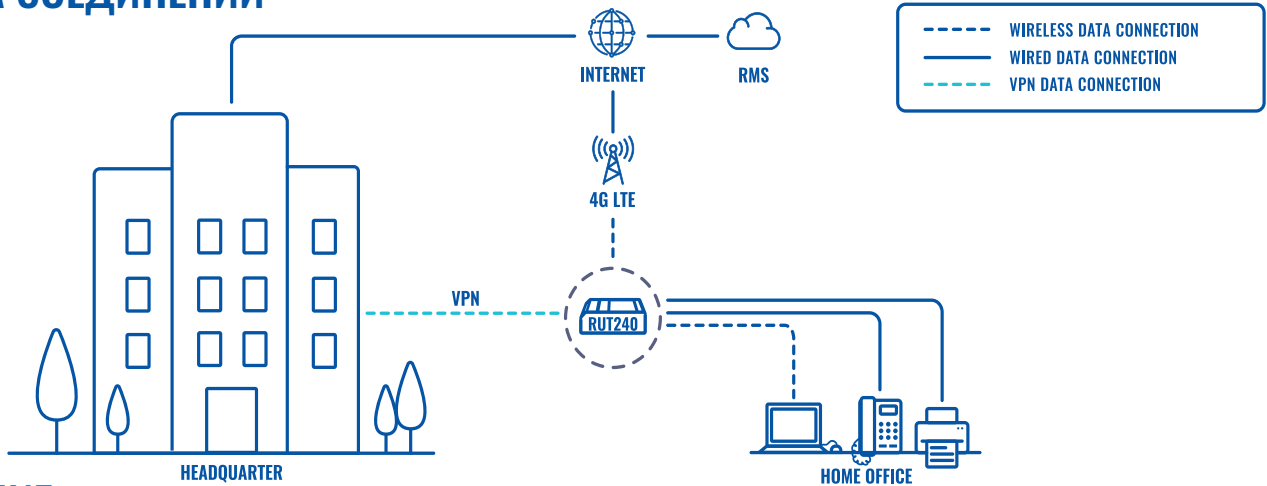 СОЕДИНЕНИЙ
INTERNET
RMS
WIRELESS DATA CONNECTION
WIRED DATA CONNECTION
VPN DATA CONNECTION
4G LTE
VPN
RUT240
HEADQUARTER
HOME OFFICE